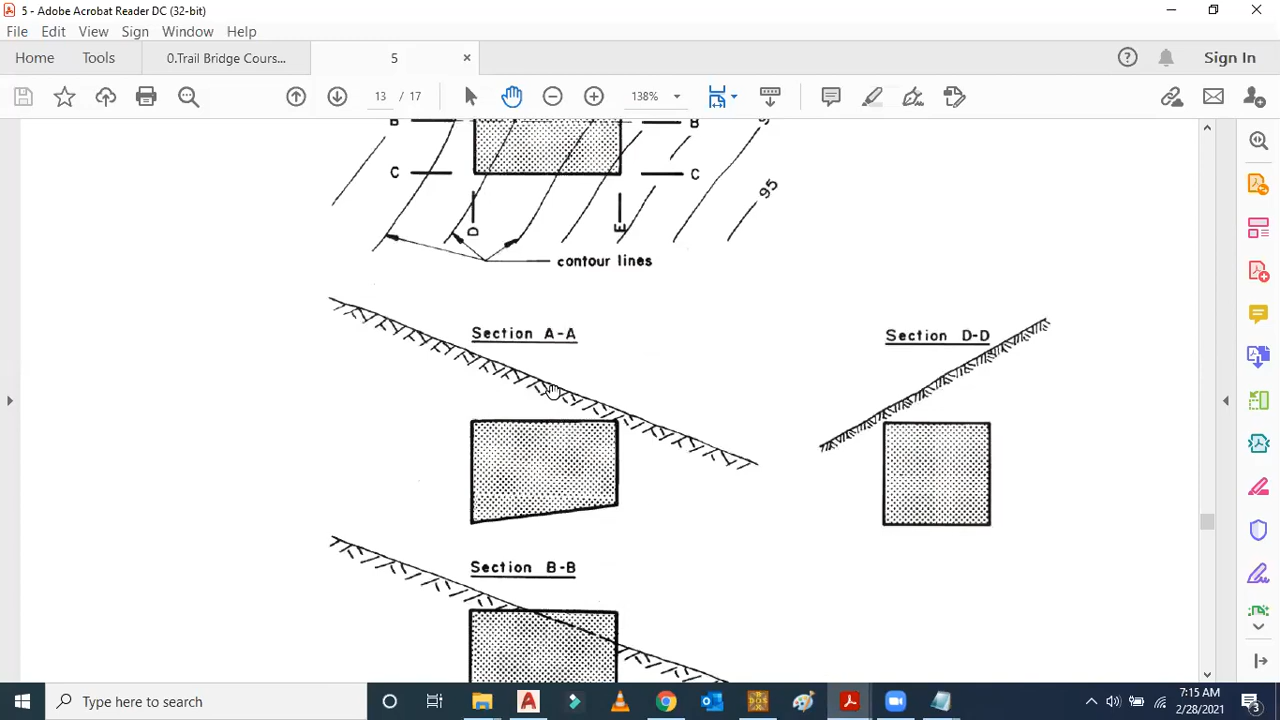 5 - Adobe Acrobat Reader DC (32-bit)
File Edit View Sign Window Help
Home Tools 0.Trail Bridge Cours... 5 ×
13 / 17 138%
Sign In
B B
C C
95
D E
contour lines
Section A-A
Section D-D
Section B-B
Type here to search
7:15 AM
2/28/2021
3